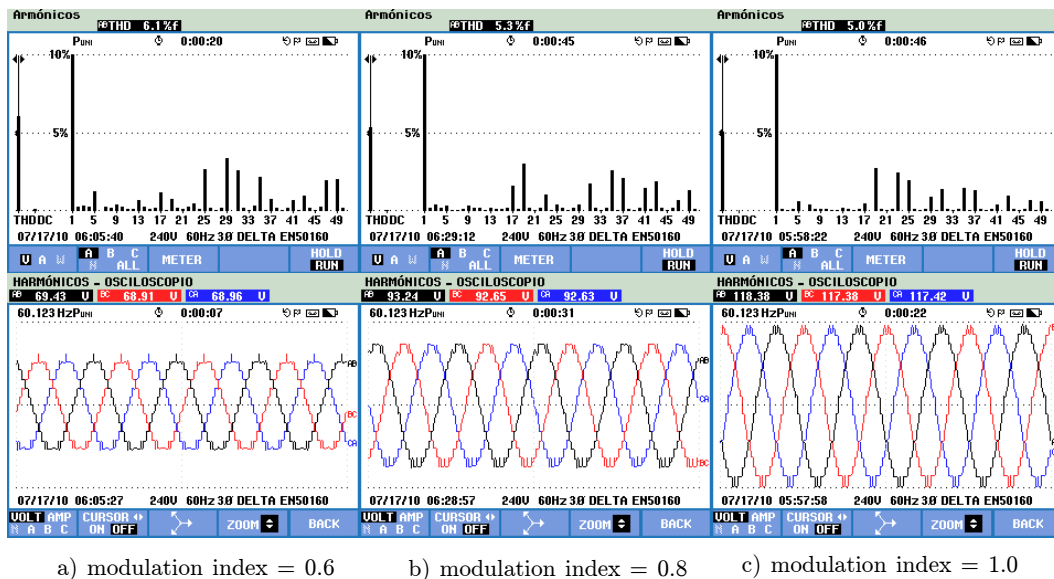 Armónicos
AB THD 6.1%f
PUNI 0:00:20
10%
5%
THDDC 1 5 9 13 17 21 25 29 33 37 41 45 49
07/17/10 06:05:40 240V 60Hz 3Ø DELTA EN50160
V A W A B C N ALL METER HOLD RUN
HARMÓNICOS - OSCILOSCOPIO
AB 69.43 V BC 68.91 V CA 68.96 V
60.123 Hz PUNI 0:00:07
AB
BC
CA
07/17/10 06:05:27 240V 60Hz 3Ø DELTA EN50160
VOLT AMP N A B C CURSOR ON OFF ZOOM BACK
a) modulation index = 0.6
Armónicos
AB THD 5.3%f
PUNI 0:00:45
10%
5%
THDDC 1 5 9 13 17 21 25 29 33 37 41 45 49
07/17/10 06:29:12 240V 60Hz 3Ø DELTA EN50160
V A W A B C N ALL METER HOLD RUN
HARMÓNICOS - OSCILOSCOPIO
AB 93.24 V BC 92.65 V CA 92.63 V
60.123 Hz PUNI 0:00:31
AB
CA
BC
07/17/10 06:28:57 240V 60Hz 3Ø DELTA EN50160
VOLT AMP N A B C CURSOR ON OFF ZOOM BACK
b) modulation index = 0.8
Armónicos
AB THD 5.0%f
PUNI 0:00:46
10%
5%
THDDC 1 5 9 13 17 21 25 29 33 37 41 45 49
07/17/10 05:58:22 240V 60Hz 3Ø DELTA EN50160
V A W A B C N ALL METER HOLD RUN
HARMÓNICOS - OSCILOSCOPIO
AB 118.38 V BC 117.38 V CA 117.42 V
60.123 Hz PUNI 0:00:22
AB
CA
07/17/10 05:57:58 240V 60Hz 3Ø DELTA EN50160
VOLT AMP N A B C CURSOR ON OFF ZOOM BACK
c) modulation index = 1.0